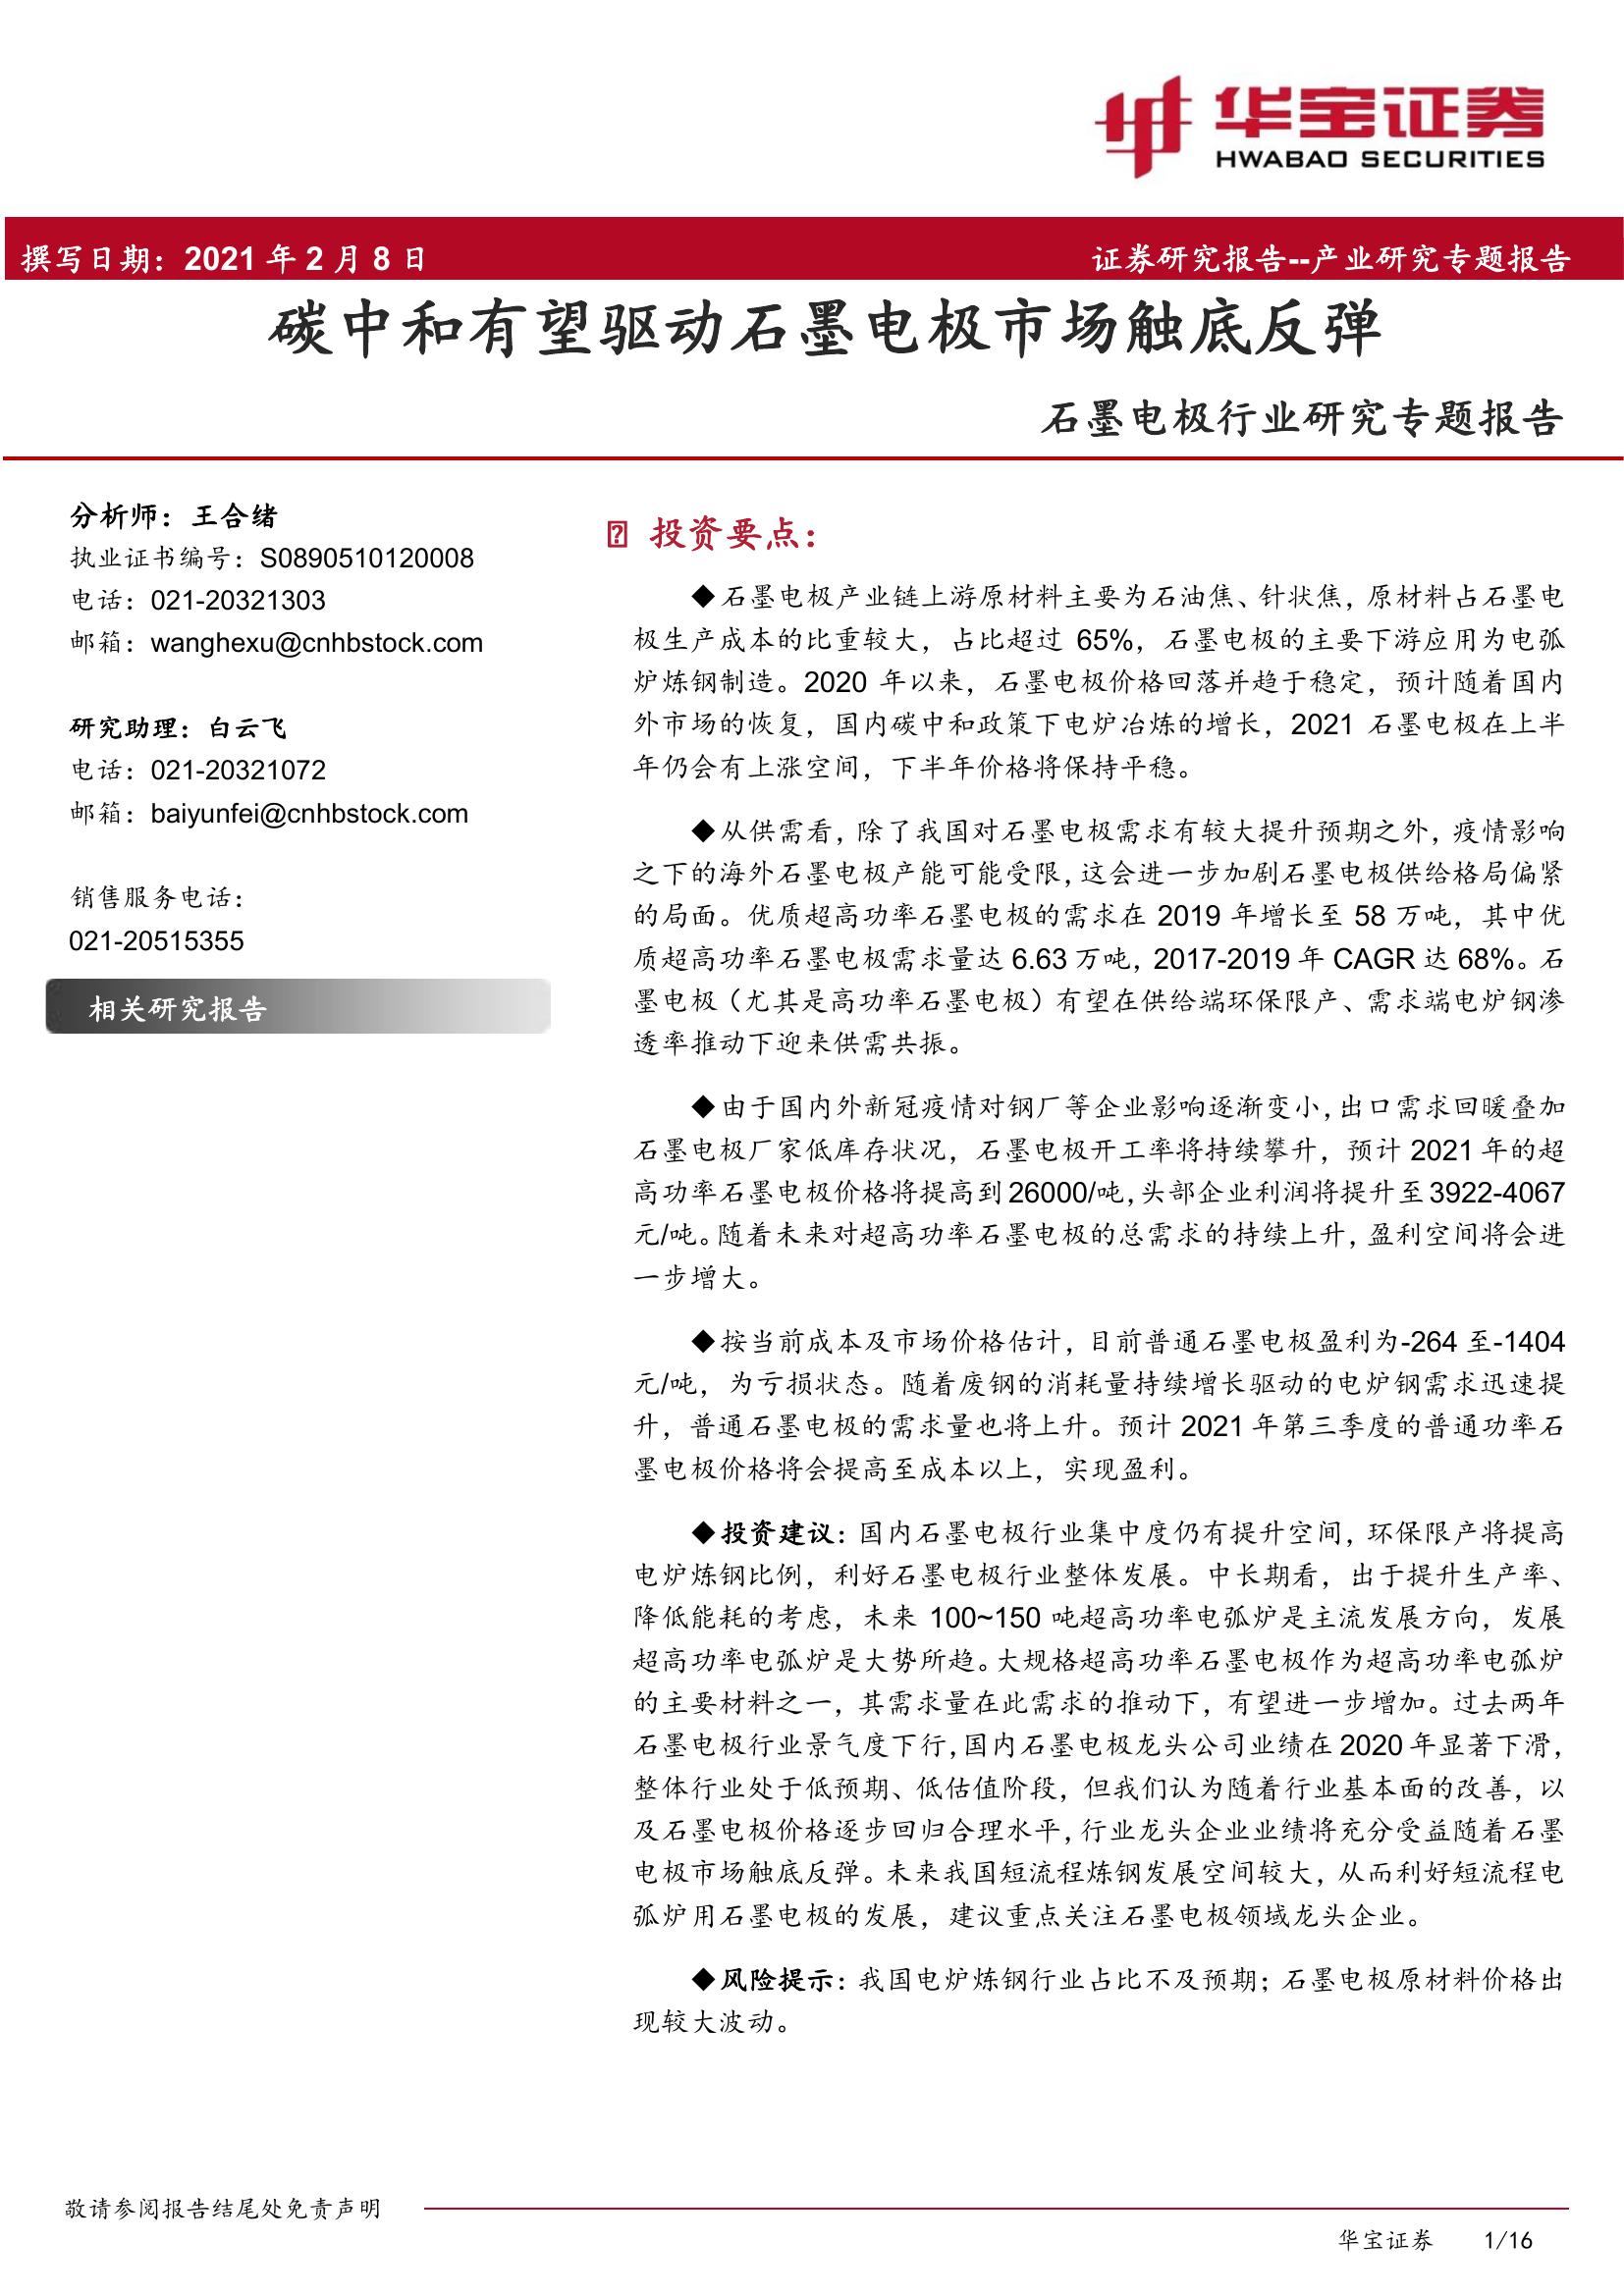 华宝证券
HWABAO SECURITIES
撰写日期：2021 年 2 月 8 日
证券研究报告--产业研究专题报告
碳中和有望驱动石墨电极市场触底反弹
石墨电极行业研究专题报告
分析师：王合绪
执业证书编号：S0890510120008
电话：021-20321303
邮箱：wanghexu@cnhbstock.com
研究助理：白云飞
电话：021-20321072
邮箱：baiyunfei@cnhbstock.com
销售服务电话：
021-20515355
相关研究报告
投资要点：
◆石墨电极产业链上游原材料主要为石油焦、针状焦，原材料占石墨电
极生产成本的比重较大，占比超过 65%，石墨电极的主要下游应用为电弧
炉炼钢制造。2020 年以来，石墨电极价格回落并趋于稳定，预计随着国内
外市场的恢复，国内碳中和政策下电炉冶炼的增长，2021 石墨电极在上半
年仍会有上涨空间，下半年价格将保持平稳。
◆从供需看，除了我国对石墨电极需求有较大提升预期之外，疫情影响
之下的海外石墨电极产能可能受限，这会进一步加剧石墨电极供给格局偏紧
的局面。优质超高功率石墨电极的需求在 2019 年增长至 58 万吨，其中优
质超高功率石墨电极需求量达 6.63 万吨，2017-2019 年 CAGR 达 68%。石
墨电极（尤其是高功率石墨电极）有望在供给端环保限产、需求端电炉钢渗
透率推动下迎来供需共振。
◆由于国内外新冠疫情对钢厂等企业影响逐渐变小，出口需求回暖叠加
石墨电极厂家低库存状况，石墨电极开工率将持续攀升，预计 2021 年的超
高功率石墨电极价格将提高到 26000/吨，头部企业利润将提升至 3922-4067
元/吨。随着未来对超高功率石墨电极的总需求的持续上升，盈利空间将会进
一步增大。
◆按当前成本及市场价格估计，目前普通石墨电极盈利为-264 至-1404
元/吨，为亏损状态。随着废钢的消耗量持续增长驱动的电炉钢需求迅速提
升，普通石墨电极的需求量也将上升。预计 2021 年第三季度的普通功率石
墨电极价格将会提高至成本以上，实现盈利。
◆投资建议：国内石墨电极行业集中度仍有提升空间，环保限产将提高
电炉炼钢比例，利好石墨电极行业整体发展。中长期看，出于提升生产率、
降低能耗的考虑，未来 100~150 吨超高功率电弧炉是主流发展方向，发展
超高功率电弧炉是大势所趋。大规格超高功率石墨电极作为超高功率电弧炉
的主要材料之一，其需求量在此需求的推动下，有望进一步增加。过去两年
石墨电极行业景气度下行，国内石墨电极龙头公司业绩在 2020 年显著下滑，
整体行业处于低预期、低估值阶段，但我们认为随着行业基本面的改善，以
及石墨电极价格逐步回归合理水平，行业龙头企业业绩将充分受益随着石墨
电极市场触底反弹。未来我国短流程炼钢发展空间较大，从而利好短流程电
弧炉用石墨电极的发展，建议重点关注石墨电极领域龙头企业。
◆风险提示：我国电炉炼钢行业占比不及预期；石墨电极原材料价格出
现较大波动。
敬请参阅报告结尾处免责声明
华宝证券 1/16